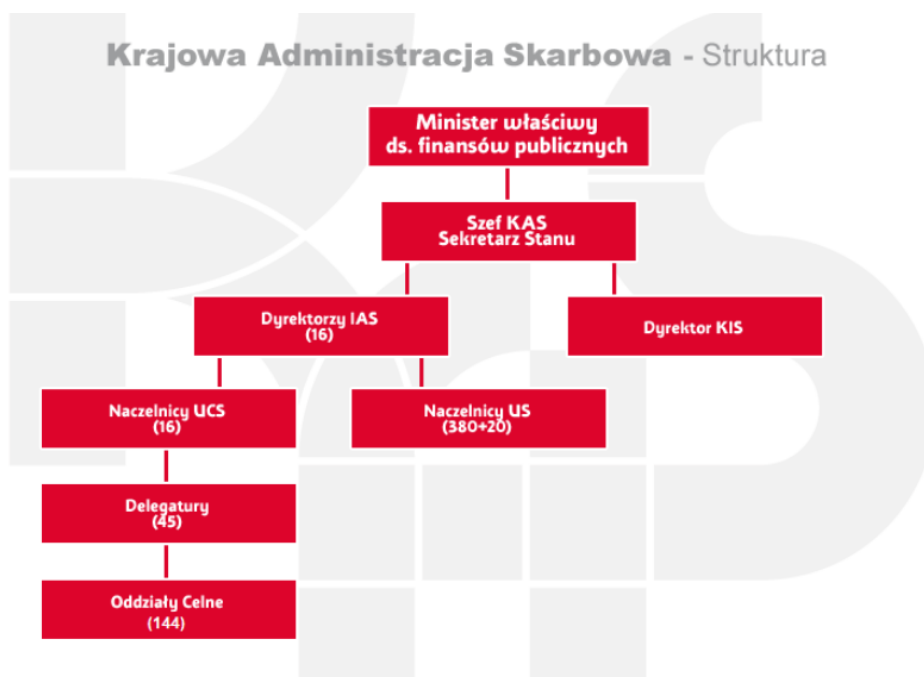 Krajowa Administracja Skarbowa - Struktura
Minister właściwy
ds. finansów publicznych
Szef KAS
Sekretarz Stanu
Dyrektorzy IAS
(16)
Dyrektor KIS
Naczelnicy UCS
(16)
Naczelnicy US
(380+20)
Delegatury
(45)
Oddziały Celne
(144)